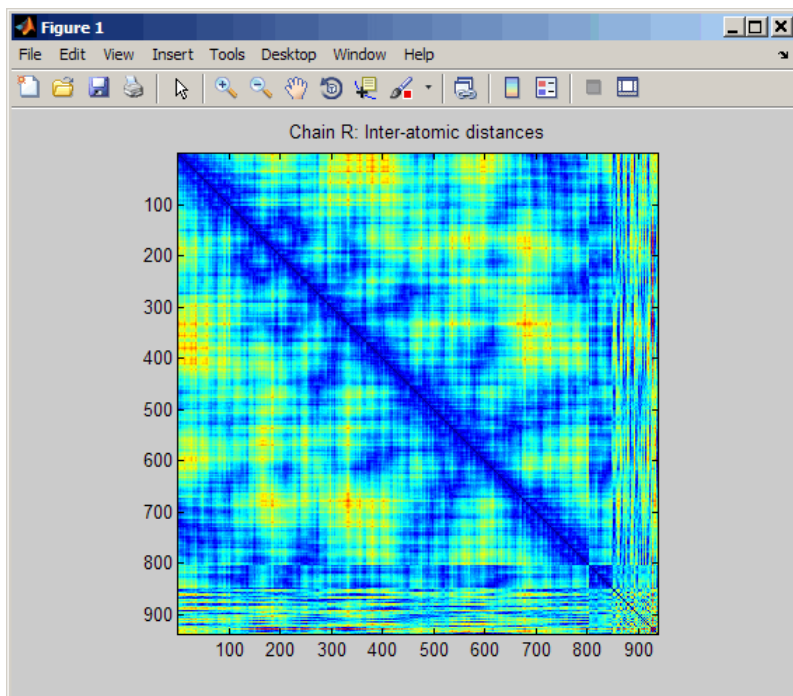 Figure 1
File Edit View Insert Tools Desktop Window Help
Chain R: Inter-atomic distances
100
200
300
400
500
600
700
800
900
100 200 300 400 500 600 700 800 900